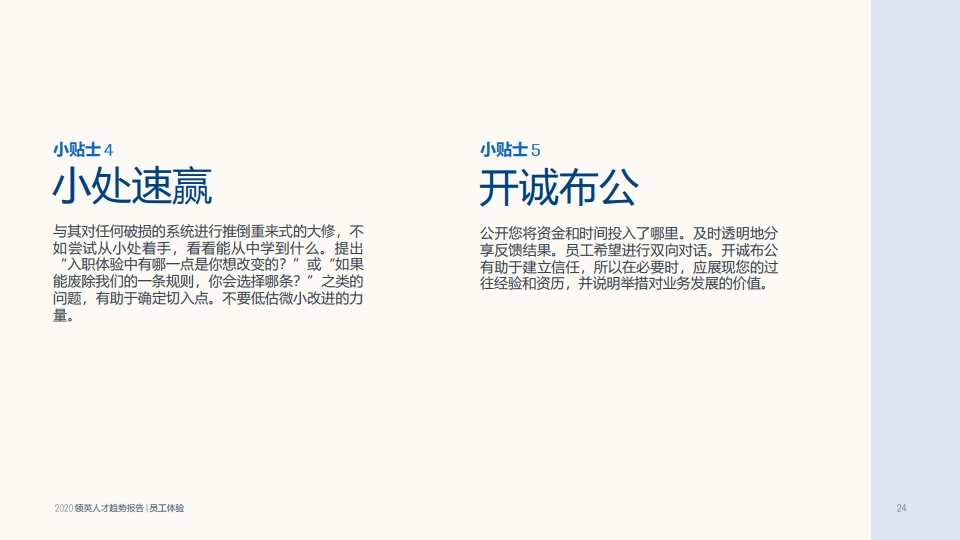 小贴士 4
小处速赢
与其对任何破损的系统进行推倒重来式的大修，不
如尝试从小处着手，看看能从中学到什么。提出
“入职体验中有哪一点是你想改变的？”或“如果
能废除我们的一条规则，你会选择哪条？”之类的
问题，有助于确定切入点。不要低估微小改进的力
量。
小贴士 5
开诚布公
公开您将资金和时间投入了哪里。及时透明地分
享反馈结果。员工希望进行双向对话。开诚布公
有助于建立信任，所以在必要时，应展现您的过
往经验和资历，并说明举措对业务发展的价值。
2020 领英人才趋势报告 | 员工体验
24